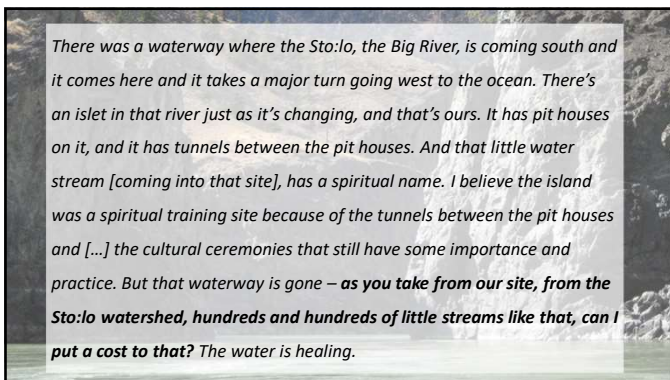 There was a waterway where the Sto:lo, the Big River, is coming south and
it comes here and it takes a major turn going west to the ocean. There's
an islet in that river just as it's changing, and that's ours. It has pit houses
on it, and it has tunnels between the pit houses. And that little water
stream [coming into that site], has a spiritual name. I believe the island
was a spiritual training site because of the tunnels between the pit houses
and […] the cultural ceremonies that still have some importance and
practice. But that waterway is gone – as you take from our site, from the
Sto:lo watershed, hundreds and hundreds of little streams like that, can I
put a cost to that? The water is healing.